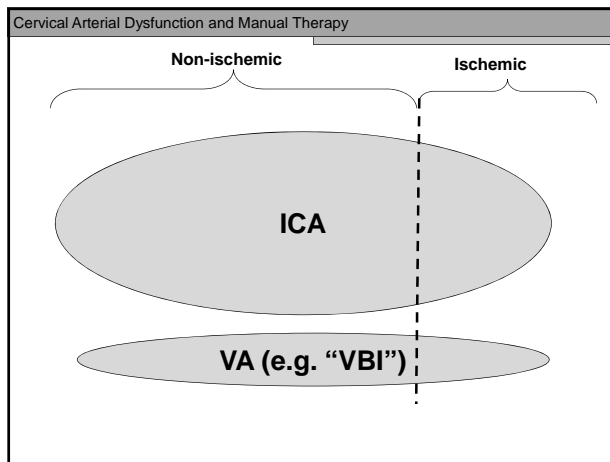 Cervical Arterial Dysfunction and Manual Therapy
Non-ischemic
Ischemic
ICA
VA (e.g. “VBI”)